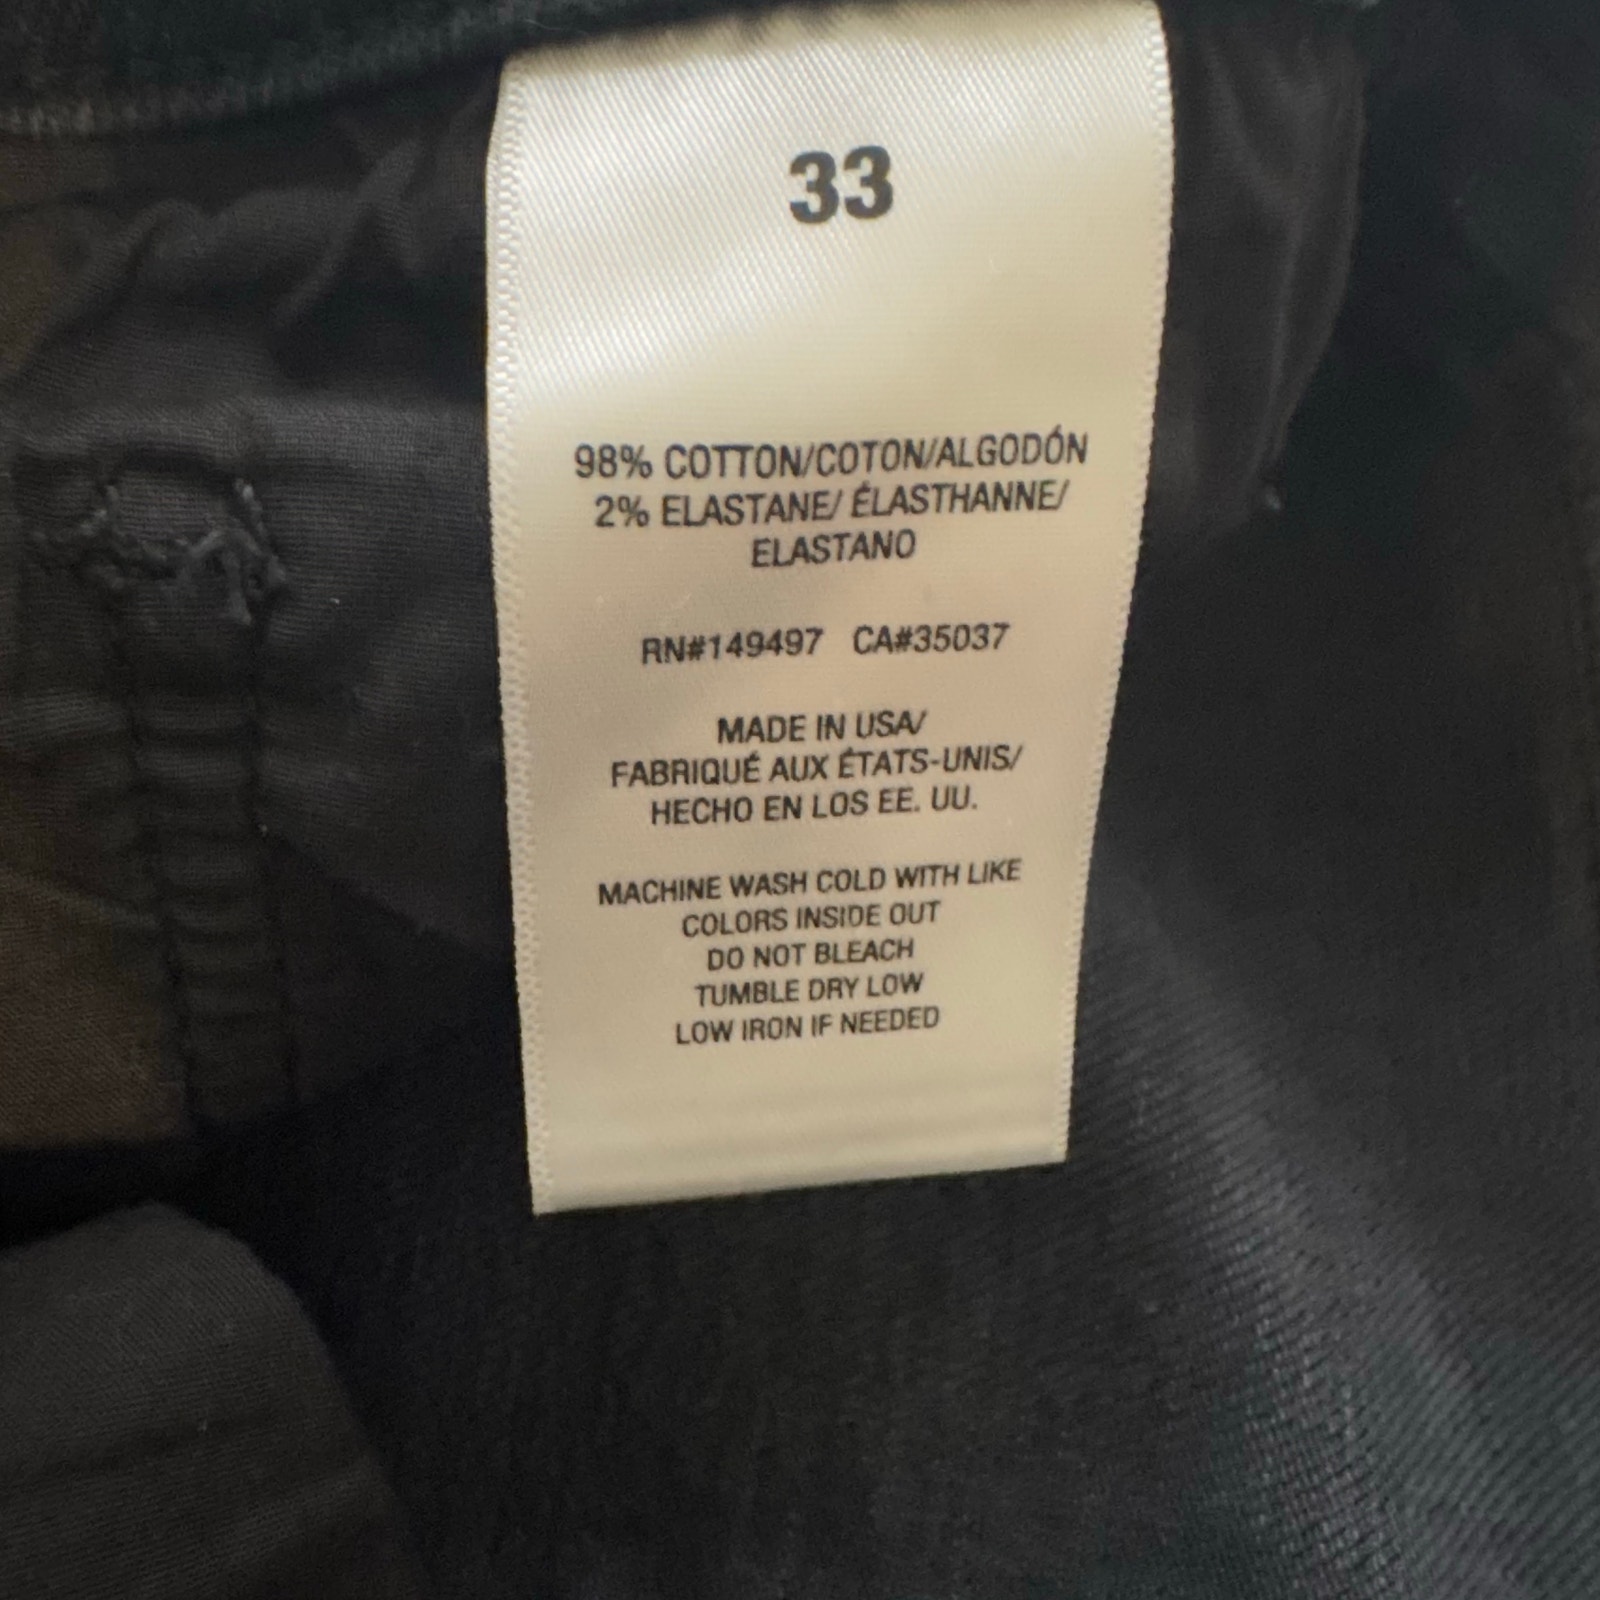 33
98% COTTON/COTON/ALGODÓN
2% ELASTANE/ ÉLASTHANNE/
ELASTANO
RN#149497 CA#35037
MADE IN USA/
FABRIQUÉ AUX ÉTATS-UNIS/
HECHO EN LOS EE. UU.
MACHINE WASH COLD WITH LIKE
COLORS INSIDE OUT
DO NOT BLEACH
TUMBLE DRY LOW
LOW IRON IF NEEDED